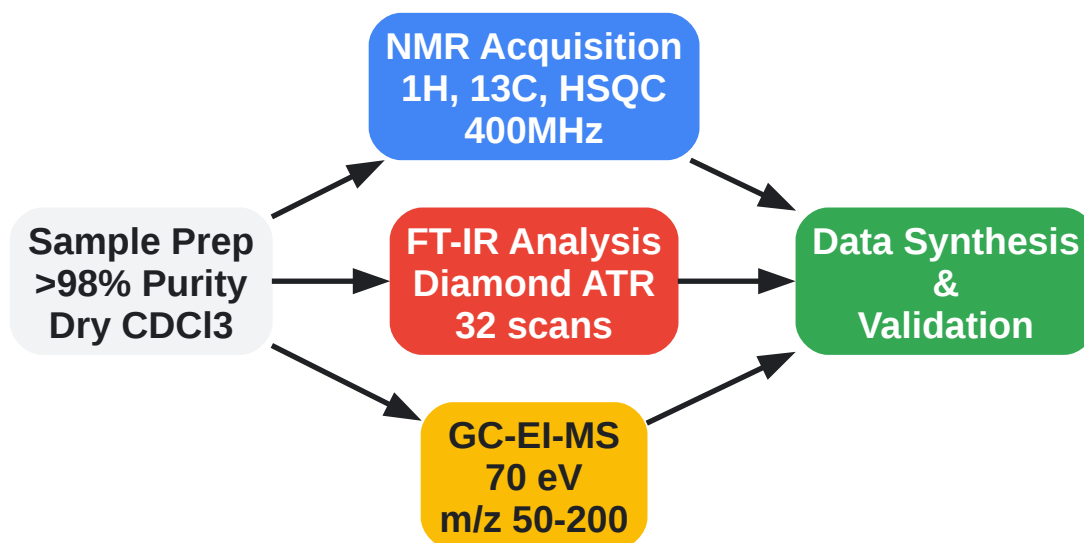 NMR Acquisition
1H, 13C, HSQC
400MHz
Sample Prep
>98% Purity
Dry CDCl3
FT-IR Analysis
Diamond ATR
32 scans
Data Synthesis
&
Validation
GC-EI-MS
70 eV
m/z 50-200